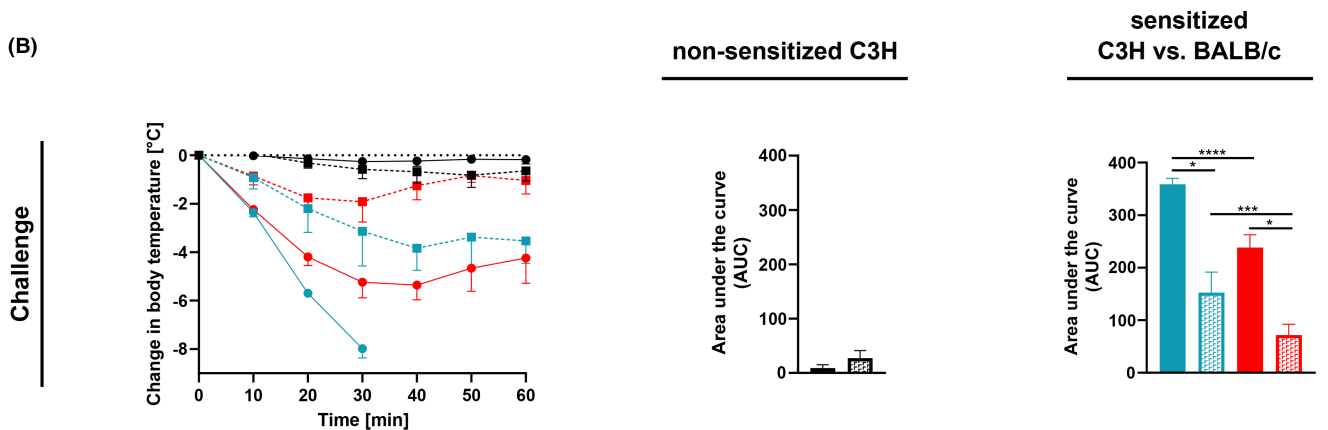 (B)
non-sensitized C3H
sensitized
C3H vs. BALB/c
Challenge
Change in body temperature [°C]
0
-2
-4
-6
-8
0 10 20 30 40 50 60
Time [min]
Area under the curve
(AUC)
400
300
200
100
0
Area under the curve
(AUC)
400
300
200
100
0
****
*
***
*